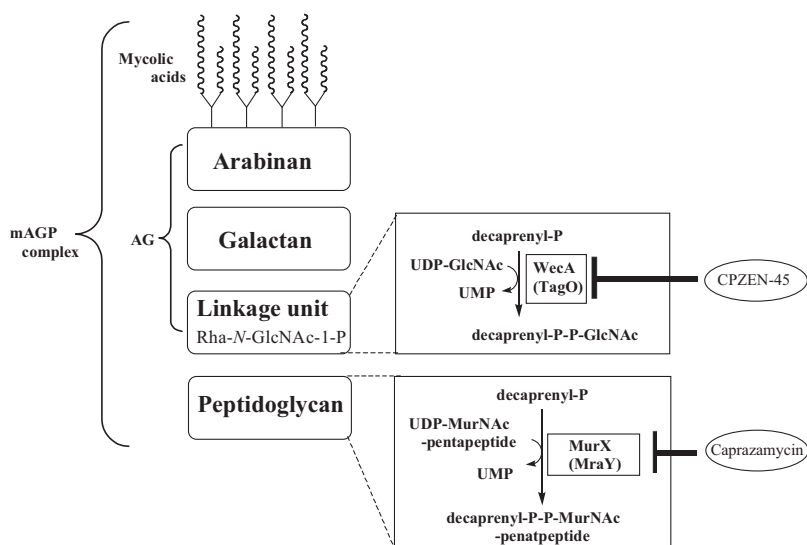 Mycolic
acids
Arabinan
mAGP
complex
AG
Galactan
Linkage unit
Rha-N-GlcNAc-1-P
Peptidoglycan
decaprenyl-P
UDP-GlcNAc
UMP
WecA
(TagO)
decaprenyl-P-P-GlcNAc
CPZEN-45
decaprenyl-P
UDP-MurNAc
-pentapeptide
UMP
MurX
(MraY)
decaprenyl-P-P-MurNAc
-penatpeptide
Caprazamycin